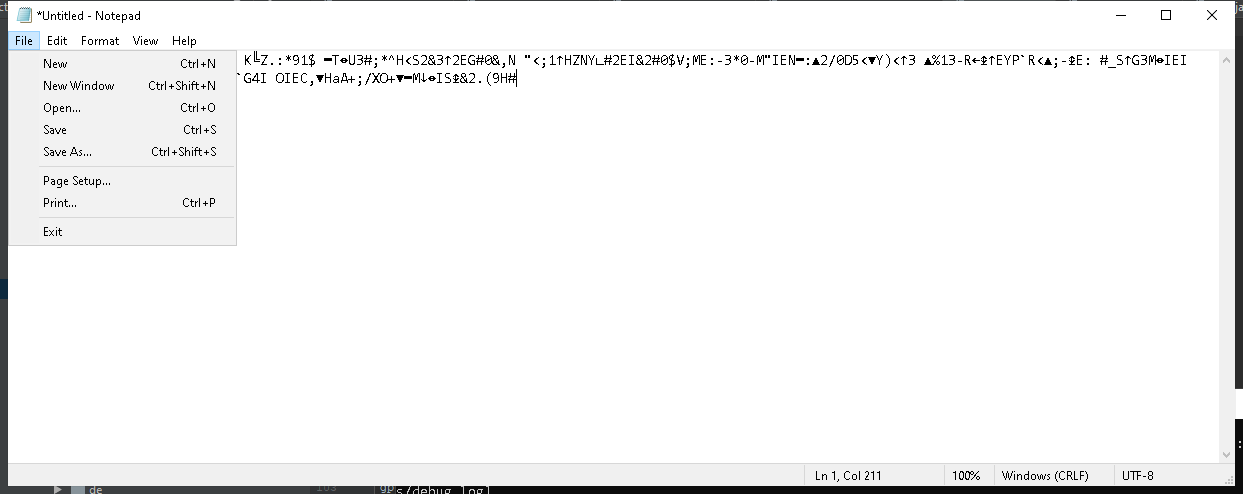 *Untitled - Notepad
File Edit Format View Help
New Ctrl+N
New Window Ctrl+Shift+N
Open... Ctrl+O
Save Ctrl+S
Save As... Ctrl+Shift+S
Page Setup...
Print... Ctrl+P
Exit
K╚Z.:*91$ ━T◆U3#;*^H<S2&3↑2EG#0&,N "<;1↑HZNY∟#2EI&2#0$V;ME:-3*0-M"IEN━:▲2/0D5<▼Y)<↑3 ▲%13-R←⇭↑EYP`R<▲;-⇭E: #_S↑G3M◆IEI
`G4I OIEC,▼HaA+;/XO+▼━M↓◆IS⇭&2.(9H#
Ln 1, Col 211 100% Windows (CRLF) UTF-8
de 103
s/debug.log]